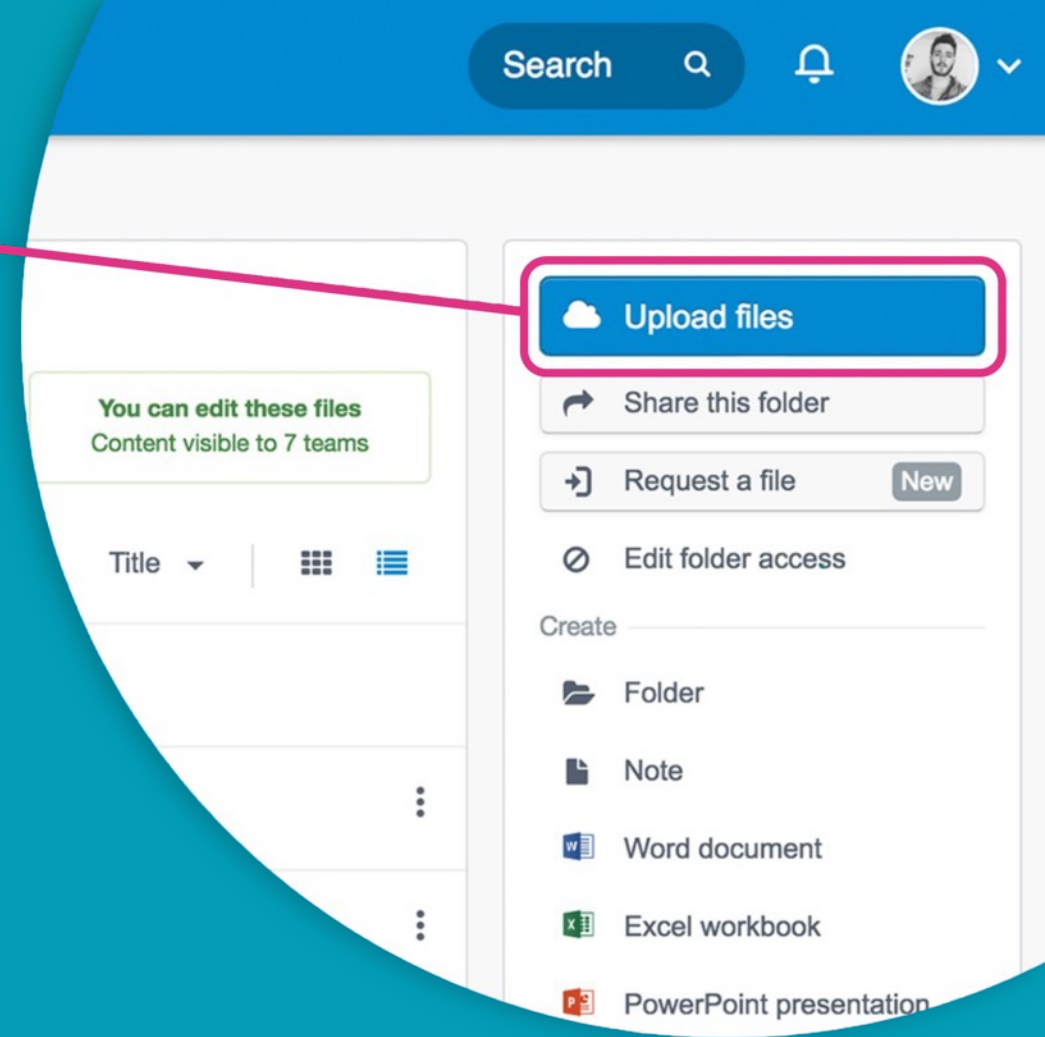 Search
Upload files
You can edit these files
Content visible to 7 teams
Share this folder
Request a file New
Title
Edit folder access
Create
Folder
Note
Word document
Excel workbook
PowerPoint presentation